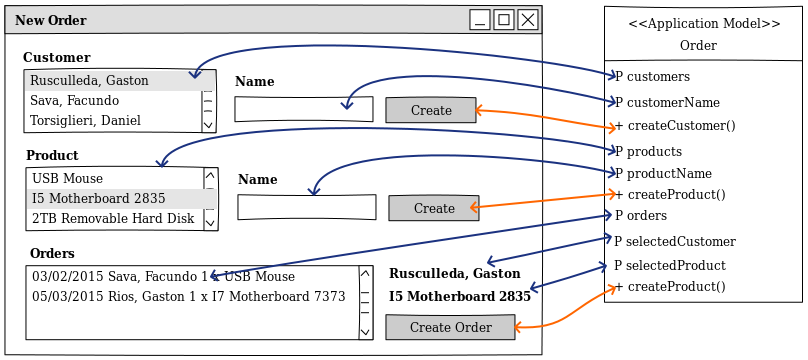 New Order
Customer
Rusculleda, Gaston
Sava, Facundo
Torsiglieri, Daniel
Name
Create
Product
USB Mouse
I5 Motherboard 2835
2TB Removable Hard Disk
Name
Create
Orders
03/02/2015 Sava, Facundo 1 x USB Mouse
05/03/2015 Rios, Gaston 1 x I7 Motherboard 7373
Rusculleda, Gaston
I5 Motherboard 2835
Create Order
<<Application Model>>
Order
P customers
P customerName
+ createCustomer()
P products
P productName
+ createProduct()
P orders
P selectedCustomer
P selectedProduct
+ createProduct()